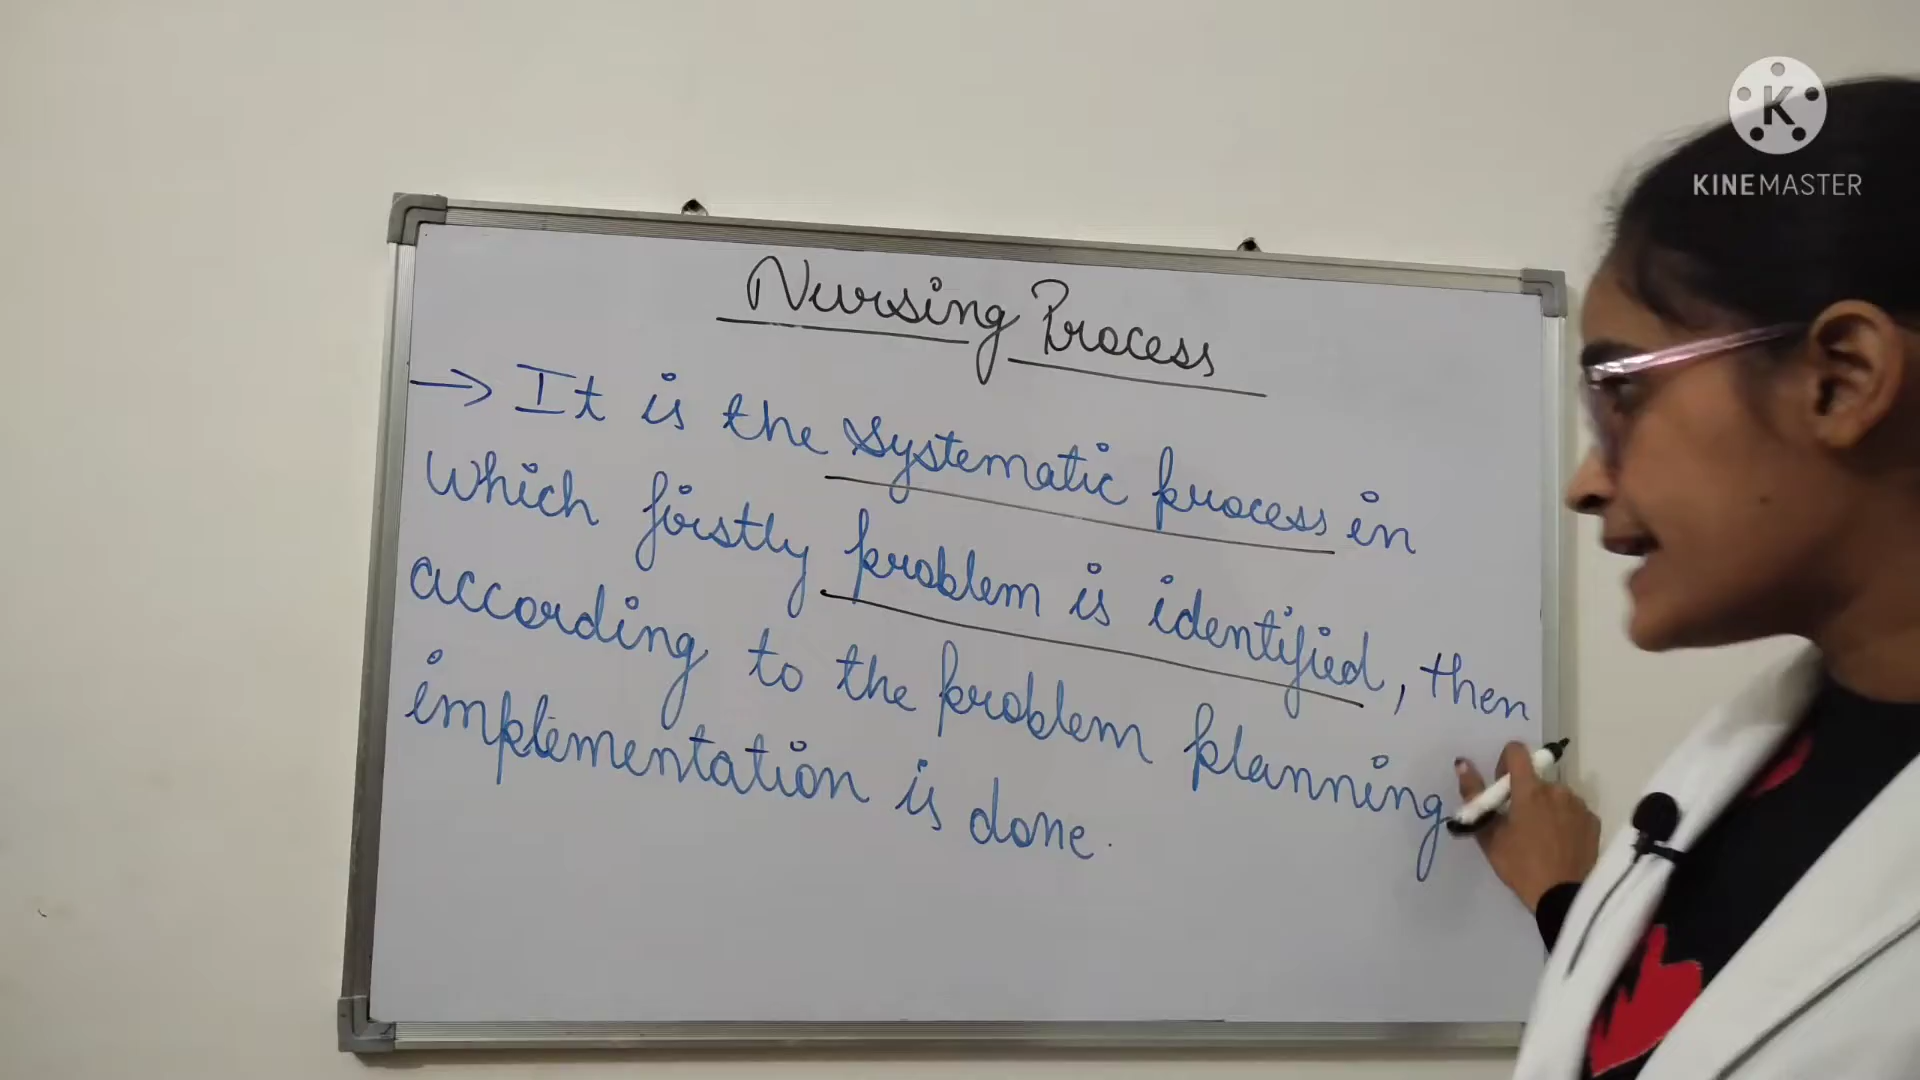 KINEMASTER
Nursing Process
→ It is the systematic process in
which firstly problem is identified, then
according to the problem planning
implementation is done.